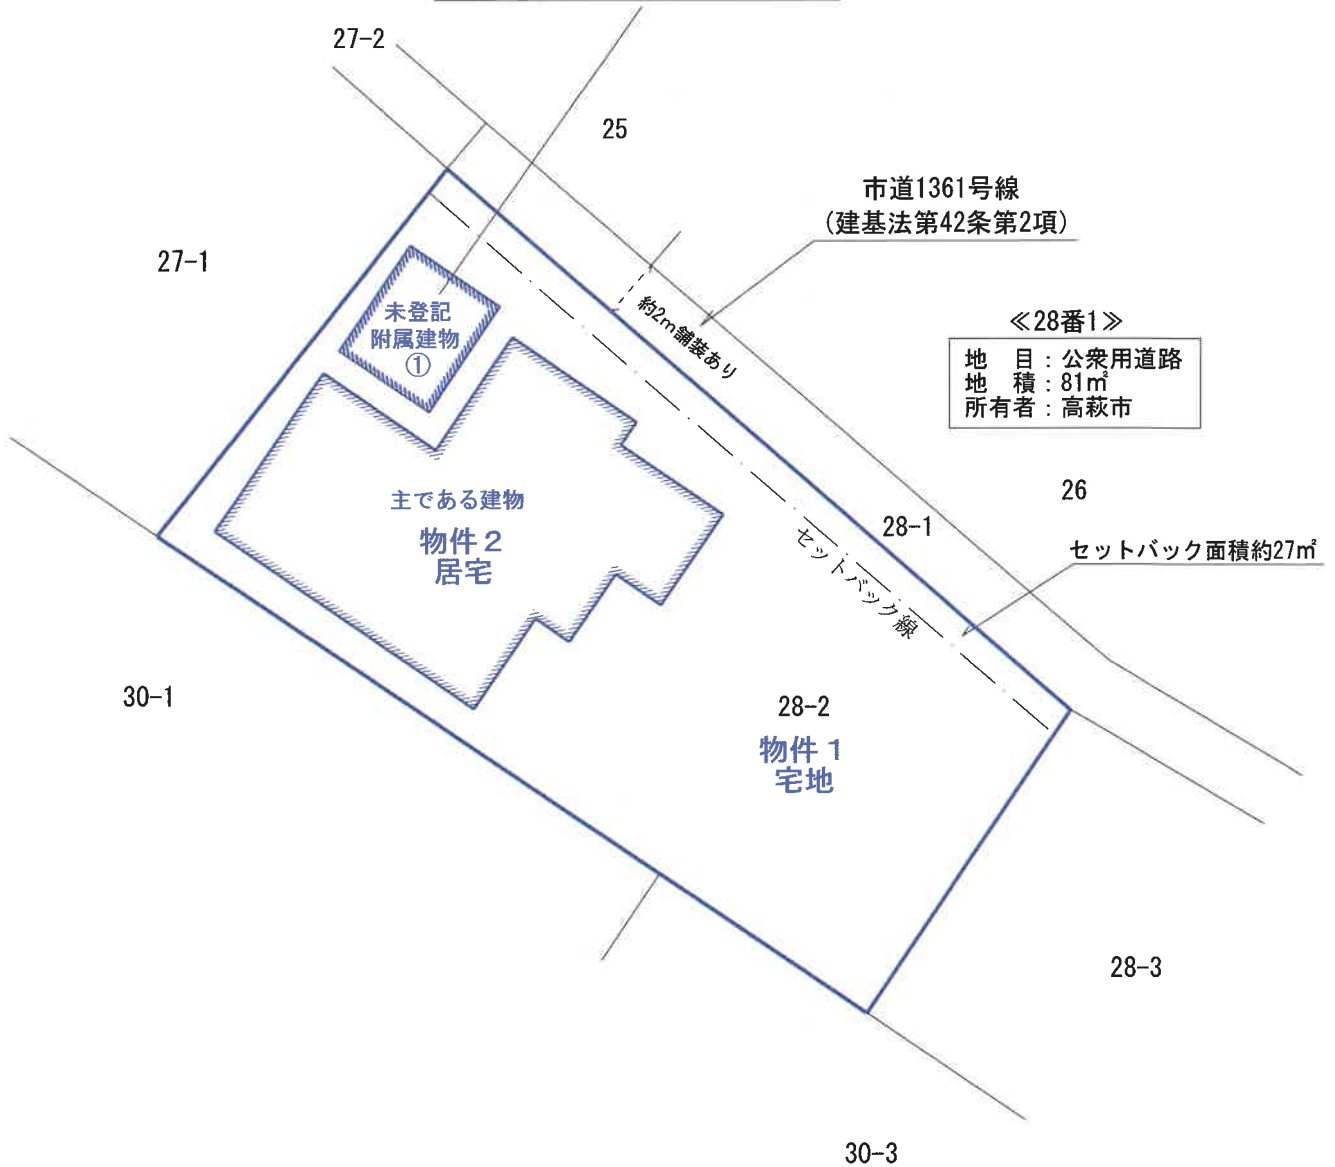 27-2
25
市道1361号線
(建基法第42条第2項)
27-1
未登記
附属建物
①
約2m舗装あり
≪28番1≫
地　目：公衆用道路
地　積：81㎡
所有者：高萩市
主である建物
物件２
居宅
26
28-1
セットバック線
セットバック面積約27㎡
30-1
28-2
物件１
宅地
28-3
30-3